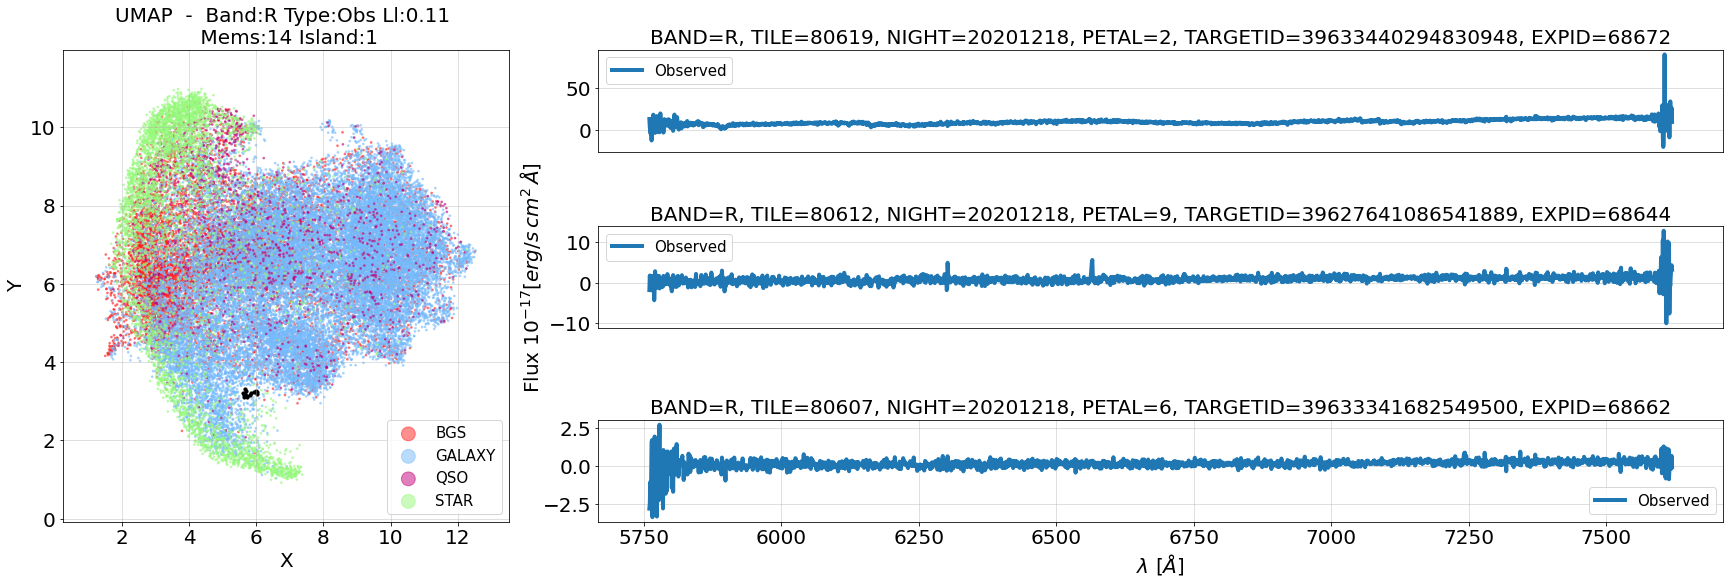 UMAP  -  Band:R Type:Obs Ll:0.11
Mems:14 Island:1
Y
10
8
6
4
2
0
2
4
6
8
10
12
X
BGS
GALAXY
QSO
STAR
Flux 10⁻¹⁷[erg/s cm² Å]
BAND=R, TILE=80619, NIGHT=20201218, PETAL=2, TARGETID=39633440294830948, EXPID=68672
Observed
50
0
BAND=R, TILE=80612, NIGHT=20201218, PETAL=9, TARGETID=39627641086541889, EXPID=68644
Observed
10
0
−10
BAND=R, TILE=80607, NIGHT=20201218, PETAL=6, TARGETID=39633341682549500, EXPID=68662
2.5
0.0
−2.5
Observed
5750
6000
6250
6500
6750
7000
7250
7500
λ [Å]